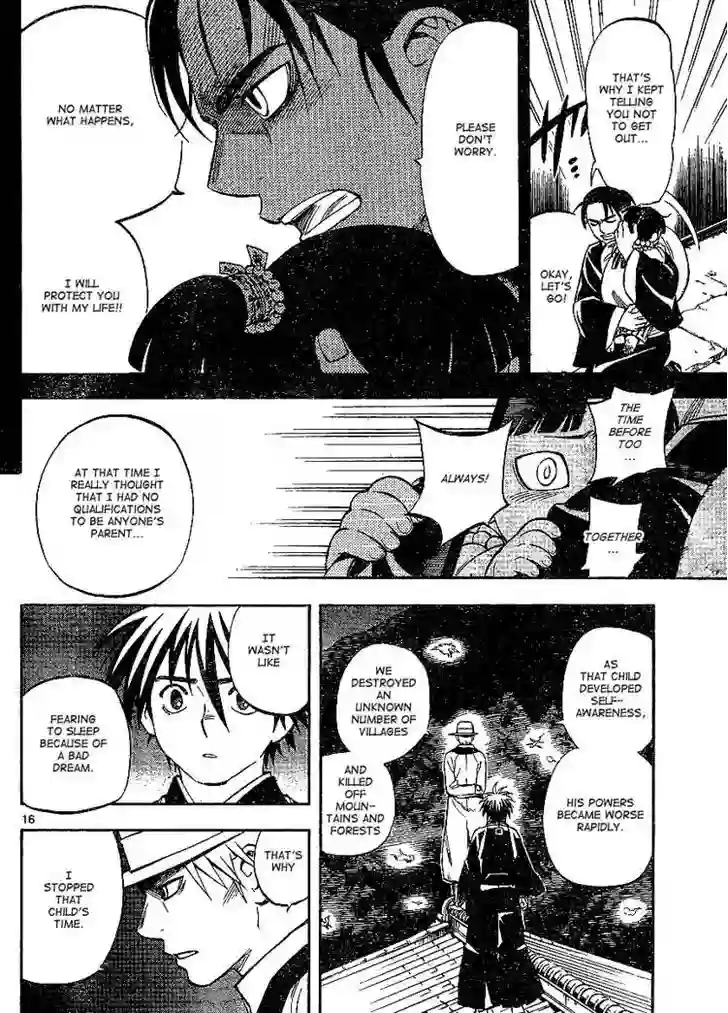 THAT'S
WHY I KEPT
TELLING
YOU NOT
TO GET
OUT...
OKAY,
LET'S
GO!
PLEASE
DON'T
WORRY.
NO MATTER
WHAT HAPPENS,
I WILL
PROTECT YOU
WITH MY LIFE!!
THE
TIME
BEFORE
TOO
...
TOGETHER
...
ALWAYS!
AT THAT TIME I
REALLY THOUGHT
THAT I HAD NO
QUALIFICATIONS
TO BE ANYONE'S
PARENT...
AS
THAT CHILD
DEVELOPED
SELF-
AWARENESS,
HIS POWERS
BECAME WORSE
RAPIDLY.
WE
DESTROYED
AN
UNKNOWN
NUMBER OF
VILLAGES
AND
KILLED
OFF
MOUN-
TAINS AND
FORESTS
IT
WASN'T
LIKE
FEARING
TO SLEEP
BECAUSE OF
A BAD
DREAM.
16
THAT'S
WHY
I
STOPPED
THAT
CHILD'S
TIME.